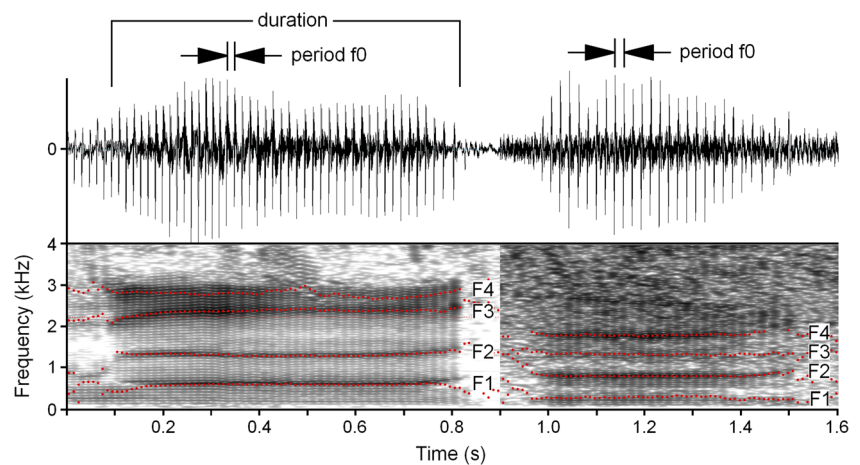 duration
period f0
period f0
0
4
3
2
1
0
Frequency (kHz)
F4
F3
F2
F1
F4
F3
F2
F1
0.2
0.4
0.6
0.8
1.0
1.2
1.4
1.6
Time (s)